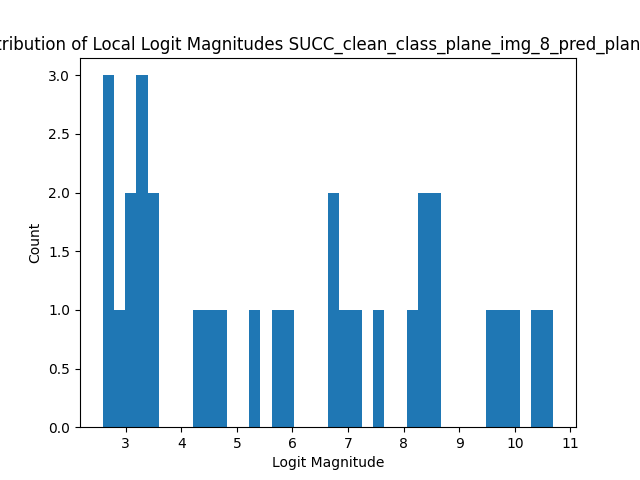 tribution of Local Logit Magnitudes SUCC_clean_class_plane_img_8_pred_plan
3.0
2.5
2.0
1.5
1.0
0.5
0.0
Count
3 4 5 6 7 8 9 10 11
Logit Magnitude